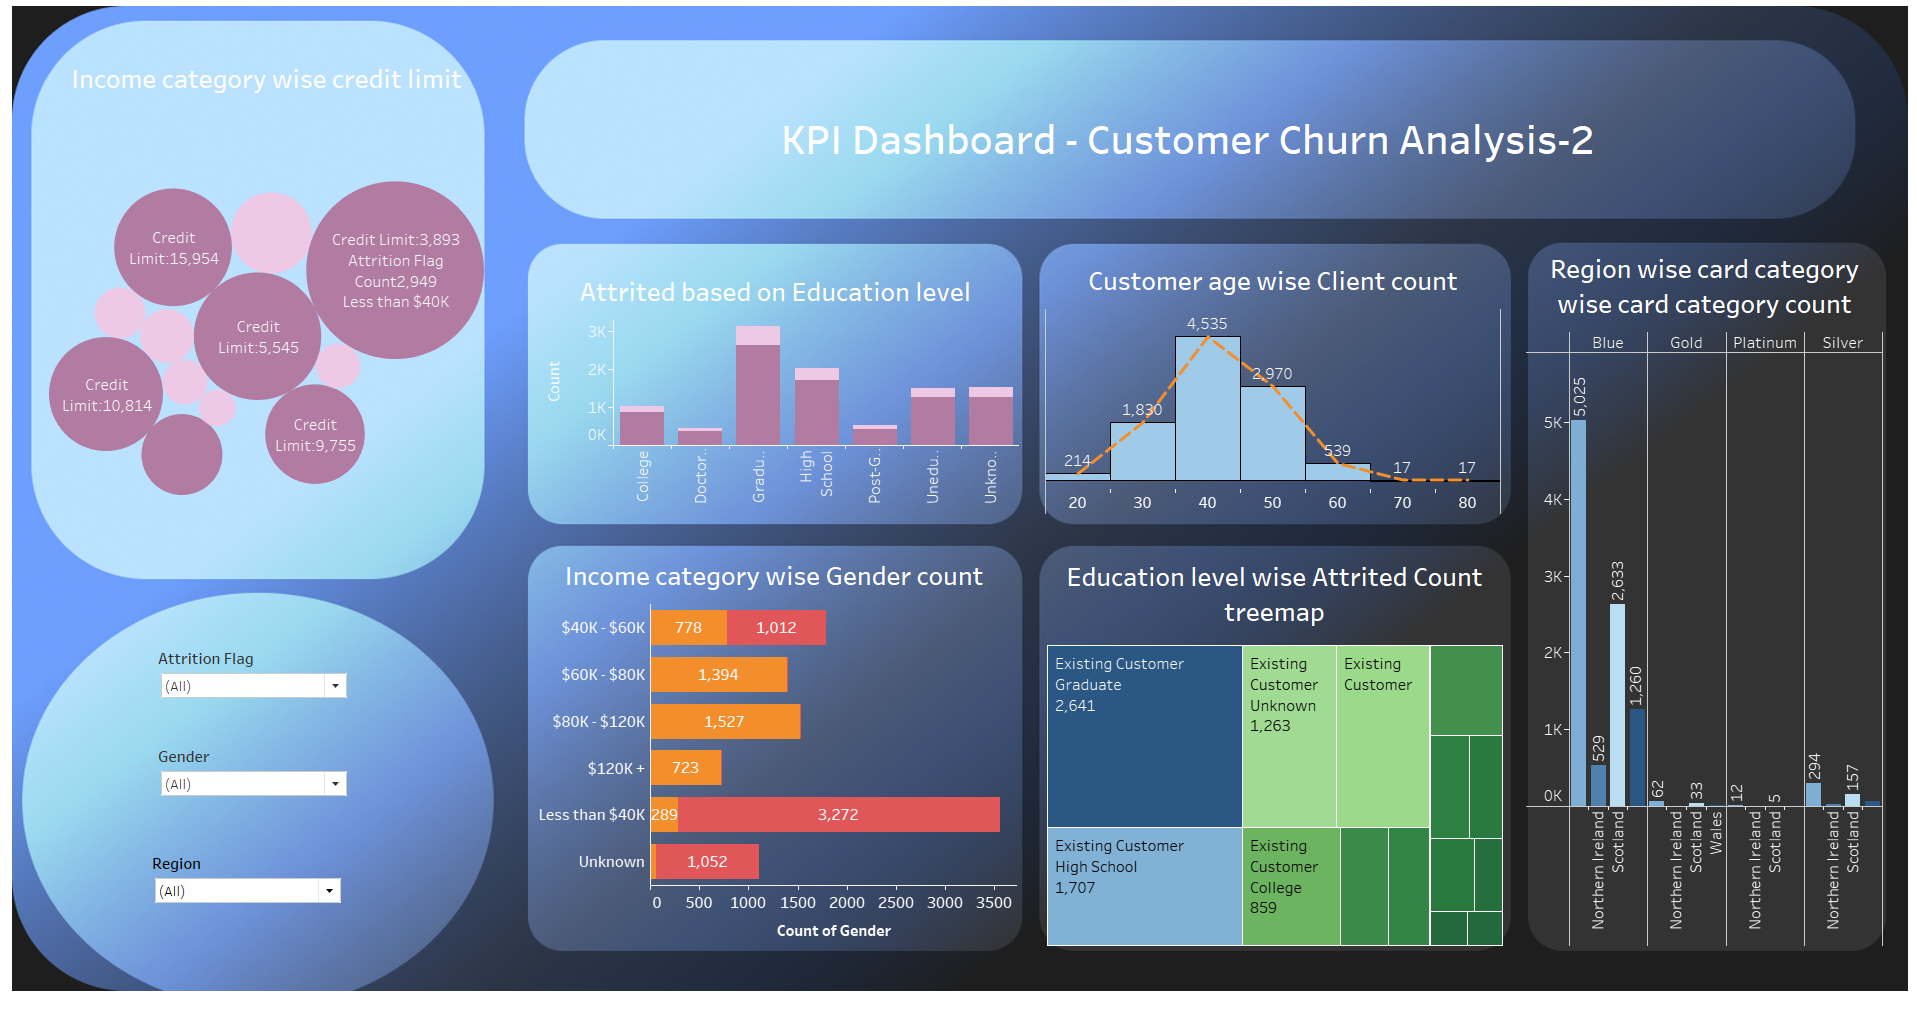 Income category wise credit limit
KPI Dashboard - Customer Churn Analysis-2
Credit
Limit:15,954
Credit Limit:3,893
Attrition Flag
Count2,949
Less than $40K
Credit
Limit:5,545
Credit
Limit:10,814
Credit
Limit:9,755
Attrition Flag
(All)
Gender
(All)
Region
(All)
Attrited based on Education level
Count
3K
2K
1K
0K
College
Doctor..
Gradu..
High
School
Post-G..
Unedu..
Unkno..
Customer age wise Client count
214
1,830
4,535
2,970
539
17
17
20
30
40
50
60
70
80
Region wise card category
wise card category count
Blue
Gold
Platinum
Silver
5K
4K
3K
2K
1K
0K
5,025
529
2,633
1,260
62
33
12
5
294
157
Northern Ireland
Scotland
Northern Ireland
Scotland
Wales
Northern Ireland
Scotland
Northern Ireland
Scotland
Income category wise Gender count
$40K - $60K
778
1,012
$60K - $80K
1,394
$80K - $120K
1,527
$120K +
723
Less than $40K
289
3,272
Unknown
1,052
0
500
1000
1500
2000
2500
3000
3500
Count of Gender
Education level wise Attrited Count
treemap
Existing Customer
Graduate
2,641
Existing
Customer
Unknown
1,263
Existing
Customer
Existing Customer
High School
1,707
Existing
Customer
College
859